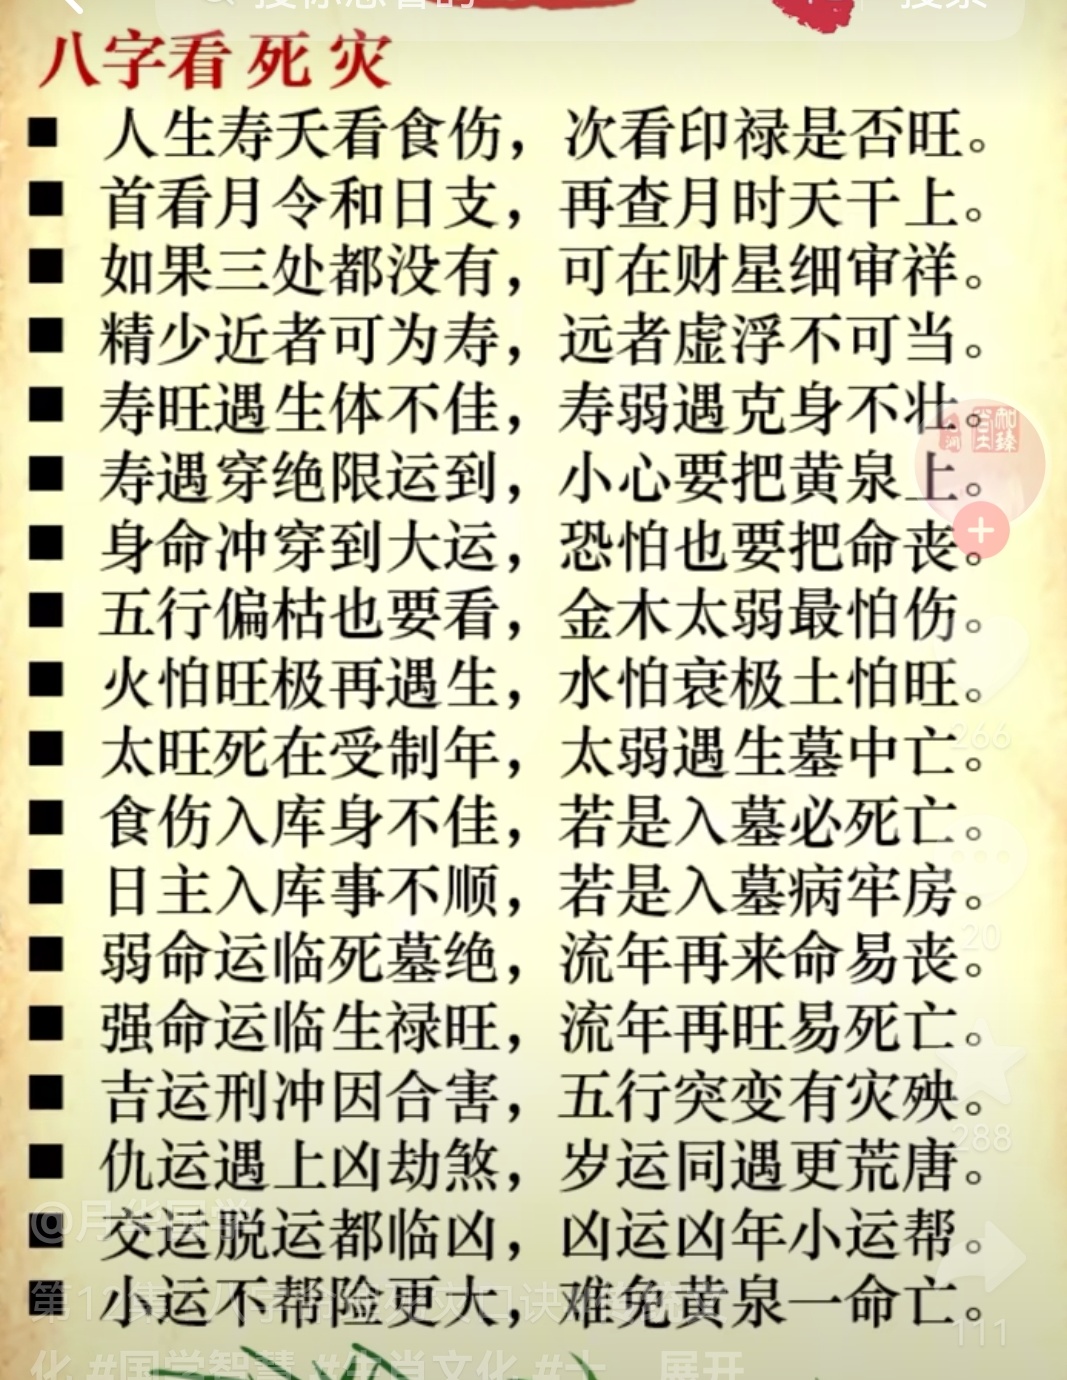 搜索
八字看死灾
■ 人生寿夭看食伤，次看印禄是否旺。
■ 首看月令和日支，再查月时天干上。
■ 如果三处都没有，可在财星细审祥。
■ 精少近者可为寿，远者虚浮不可当。
■ 寿旺遇生体不佳，寿弱遇克身不壮。
■ 寿遇穿绝限运到，小心要把黄泉上。
■ 身命冲穿到大运，恐怕也要把命丧。
■ 五行偏枯也要看，金木太弱最怕伤。
■ 火怕旺极再遇生，水怕衰极土怕旺。
266
■ 太旺死在受制年，太弱遇生墓中亡。
■ 食伤入库身不佳，若是入墓必死亡。
■ 日主入库事不顺，若是入墓病牢房。
20
■ 弱命运临死墓绝，流年再来命易丧。
■ 强命运临生禄旺，流年再旺易死亡。
■ 吉运刑冲因合害，五行突变有灾殃。
288
■ 仇运遇上凶劫煞，岁运同遇更荒唐。
@月华国学
■ 交运脱运都临凶，凶运凶年小运帮。
■ 小运不帮险更大，难免黄泉一命亡。
111
化 #国学智慧 #生肖文化 #十... 展开